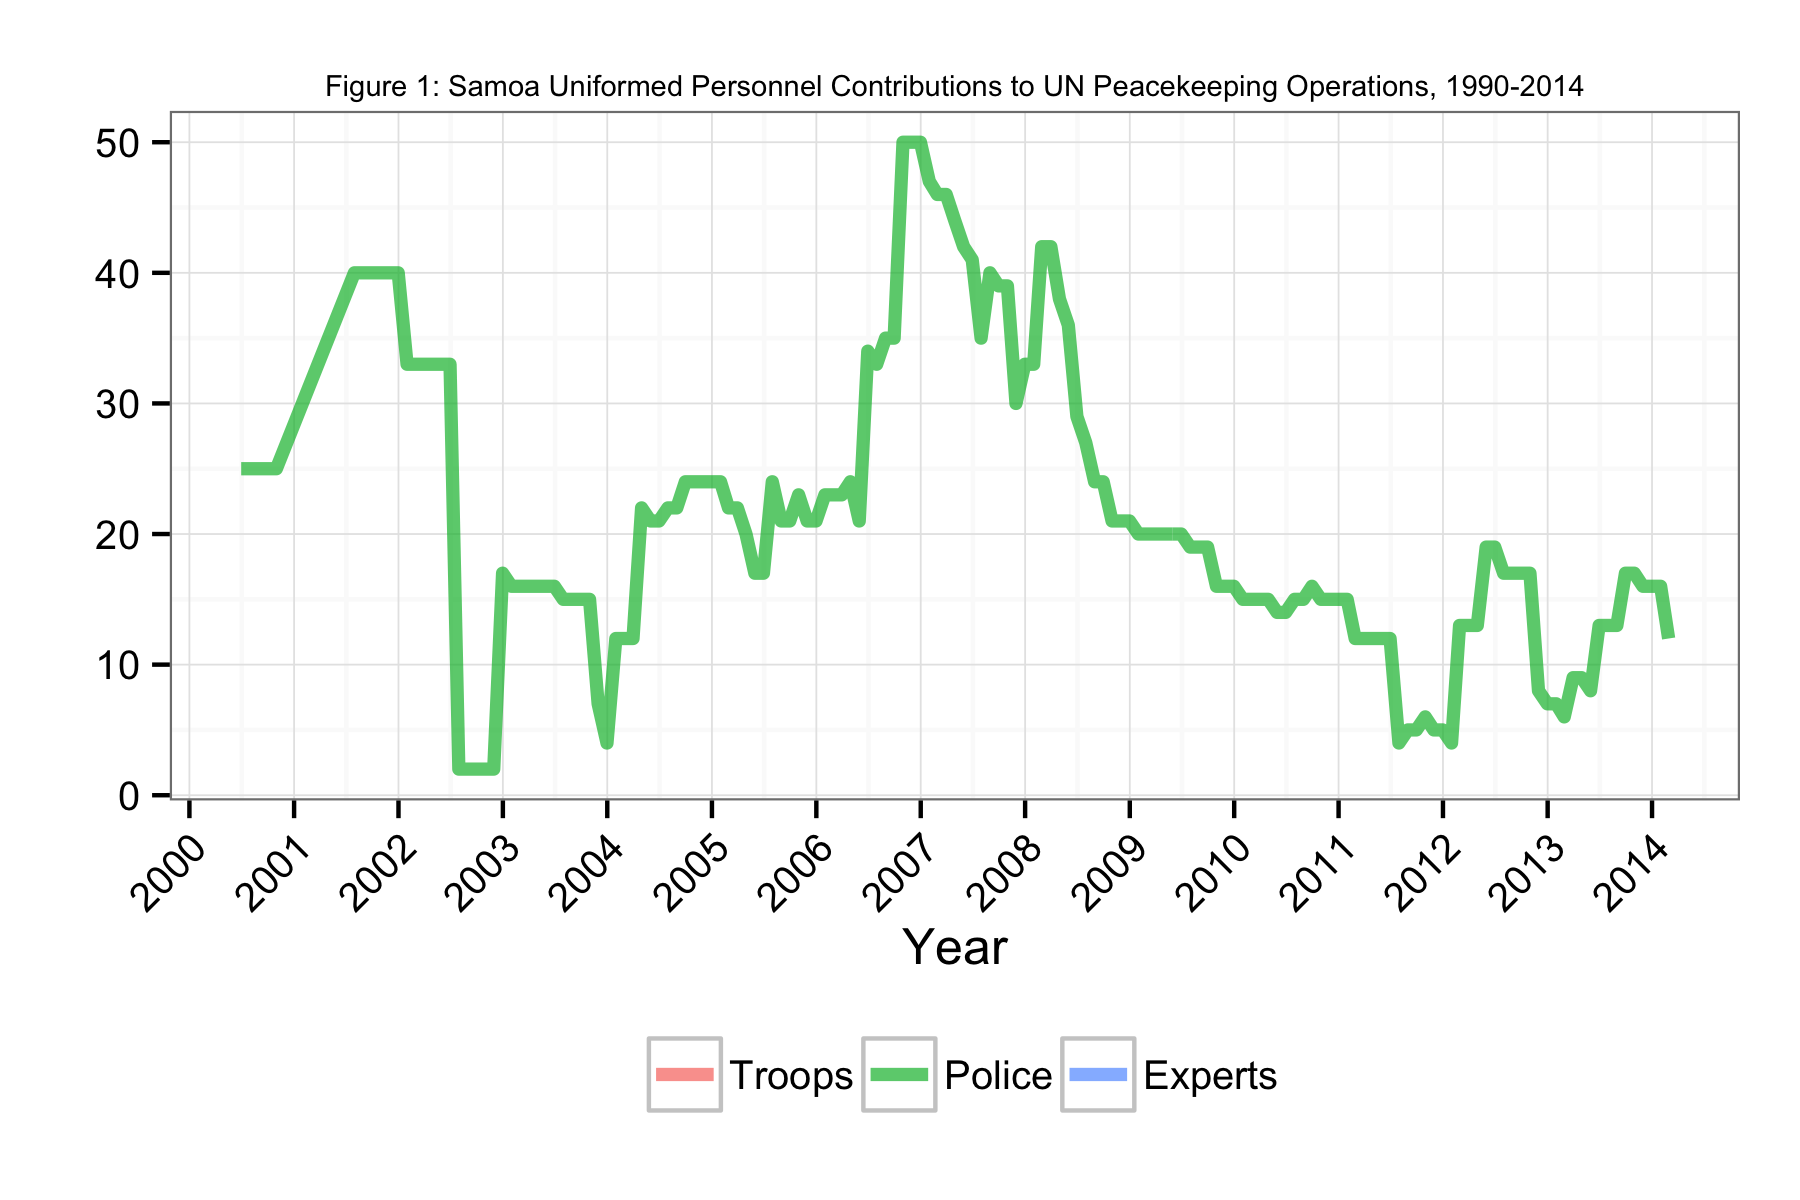 Figure 1: Samoa Uniformed Personnel Contributions to UN Peacekeeping Operations, 1990-2014
50
40
30
20
10
0
2000 2001 2002 2003 2004 2005 2006 2007 2008 2009 2010 2011 2012 2013 2014
Year
Troops Police Experts